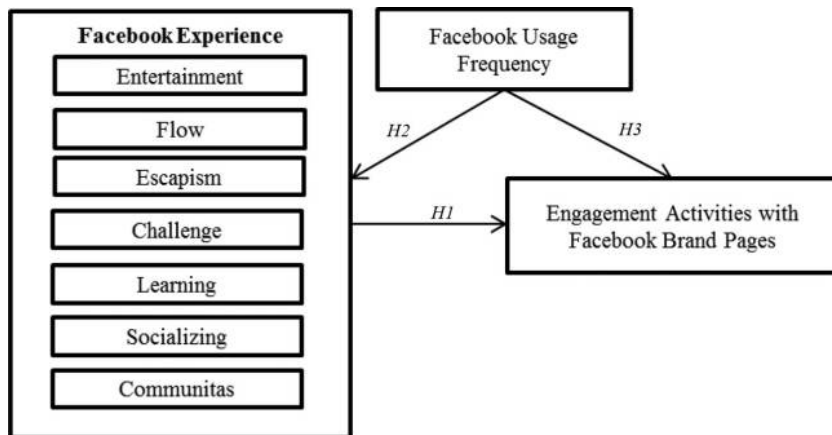 Facebook Experience
Entertainment
Flow
Escapism
Challenge
Learning
Socializing
Communitas
Facebook Usage
Frequency
H2
H3
H1
Engagement Activities with
Facebook Brand Pages